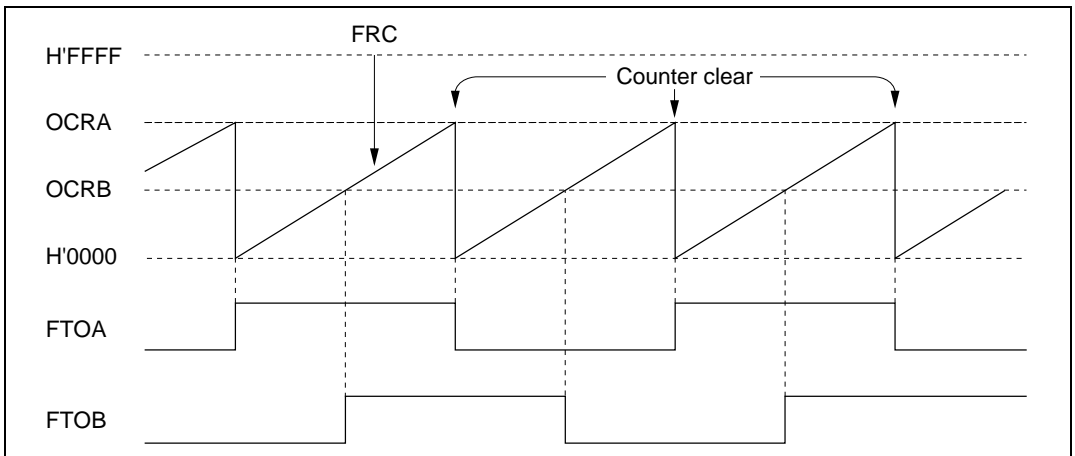 FRC
H'FFFF
Counter clear
OCRA
OCRB
H'0000
FTOA
FTOB